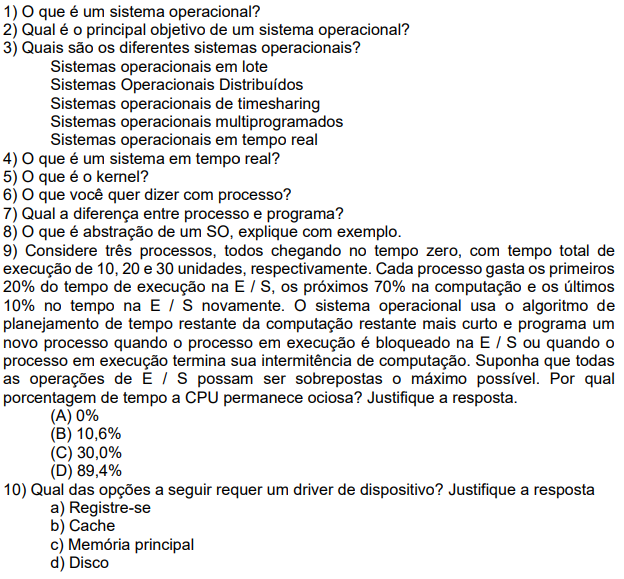 1) O que é um sistema operacional?
2) Qual é o principal objetivo de um sistema operacional?
3) Quais são os diferentes sistemas operacionais?
Sistemas operacionais em lote
Sistemas Operacionais Distribuídos
Sistemas operacionais de timesharing
Sistemas operacionais multiprogramados
Sistemas operacionais em tempo real
4) O que é um sistema em tempo real?
5) O que é o kernel?
6) O que você quer dizer com processo?
7) Qual a diferença entre processo e programa?
8) O que é abstração de um SO, explique com exemplo.
9) Considere três processos, todos chegando no tempo zero, com tempo total de
execução de 10, 20 e 30 unidades, respectivamente. Cada processo gasta os primeiros
20% do tempo de execução na E / S, os próximos 70% na computação e os últimos
10% no tempo na E / S novamente. O sistema operacional usa o algoritmo de
planejamento de tempo restante da computação restante mais curto e programa um
novo processo quando o processo em execução é bloqueado na E / S ou quando o
processo em execução termina sua intermitência de computação. Suponha que todas
as operações de E / S possam ser sobrepostas o máximo possível. Por qual
porcentagem de tempo a CPU permanece ociosa? Justifique a resposta.
(A) 0%
(B) 10,6%
(C) 30,0%
(D) 89,4%
10) Qual das opções a seguir requer um driver de dispositivo? Justifique a resposta
a) Registre-se
b) Cache
c) Memória principal
d) Disco